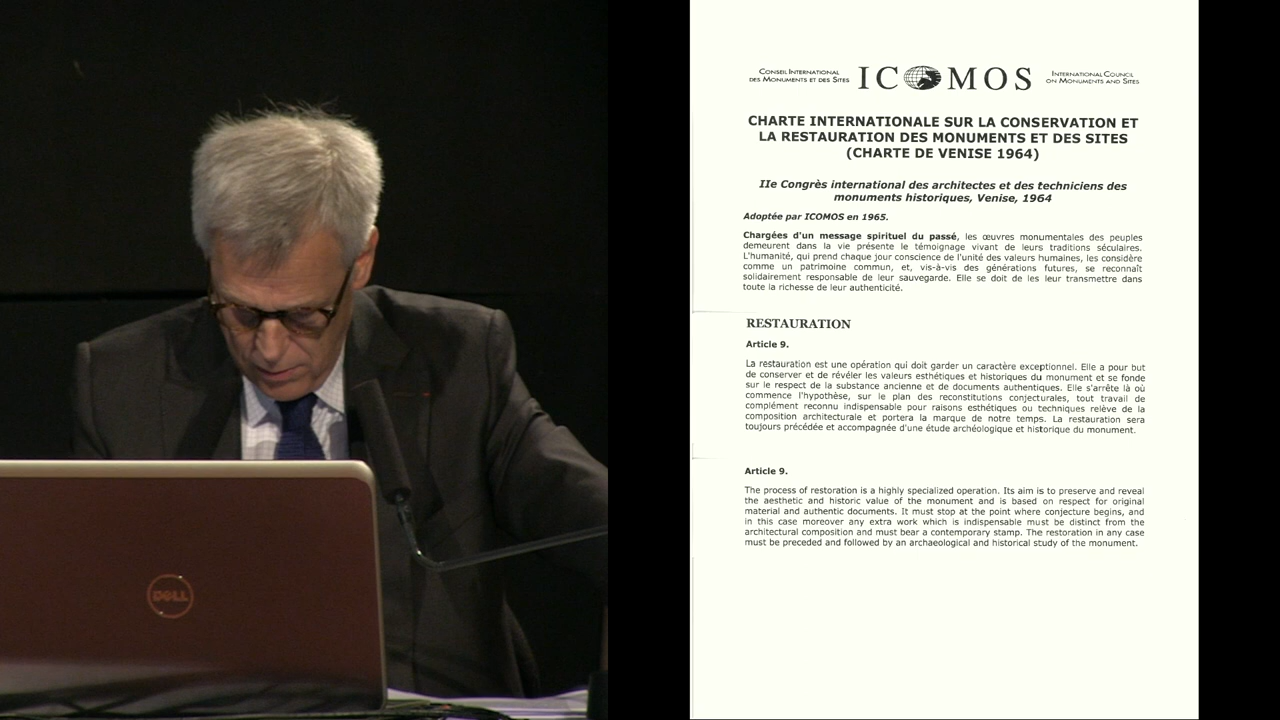 DELL
CONSEIL INTERNATIONAL
DES MONUMENTS ET DES SITES
ICOMOS
INTERNATIONAL COUNCIL
ON MONUMENTS AND SITES
CHARTE INTERNATIONALE SUR LA CONSERVATION ET
LA RESTAURATION DES MONUMENTS ET DES SITES
(CHARTE DE VENISE 1964)
IIe Congrès international des architectes et des techniciens des
monuments historiques, Venise, 1964
Adoptée par ICOMOS en 1965.
Chargées d'un message spirituel du passé, les œuvres monumentales des peuples
demeurent dans la vie présente le témoignage vivant de leurs traditions séculaires.
L'humanité, qui prend chaque jour conscience de l'unité des valeurs humaines, les considère
comme un patrimoine commun, et, vis-à-vis des générations futures, se reconnaît
solidairement responsable de leur sauvegarde. Elle se doit de les leur transmettre dans
toute la richesse de leur authenticité.
RESTAURATION
Article 9.
La restauration est une opération qui doit garder un caractère exceptionnel. Elle a pour but
de conserver et de révéler les valeurs esthétiques et historiques du monument et se fonde
sur le respect de la substance ancienne et de documents authentiques. Elle s'arrête là où
commence l'hypothèse, sur le plan des reconstitutions conjecturales, tout travail de
complément reconnu indispensable pour raisons esthétiques ou techniques relève de la
composition architecturale et portera la marque de notre temps. La restauration sera
toujours précédée et accompagnée d'une étude archéologique et historique du monument.
Article 9.
The process of restoration is a highly specialized operation. Its aim is to preserve and reveal
the aesthetic and historic value of the monument and is based on respect for original
material and authentic documents. It must stop at the point where conjecture begins, and
in this case moreover any extra work which is indispensable must be distinct from the
architectural composition and must bear a contemporary stamp. The restoration in any case
must be preceded and followed by an archaeological and historical study of the monument.